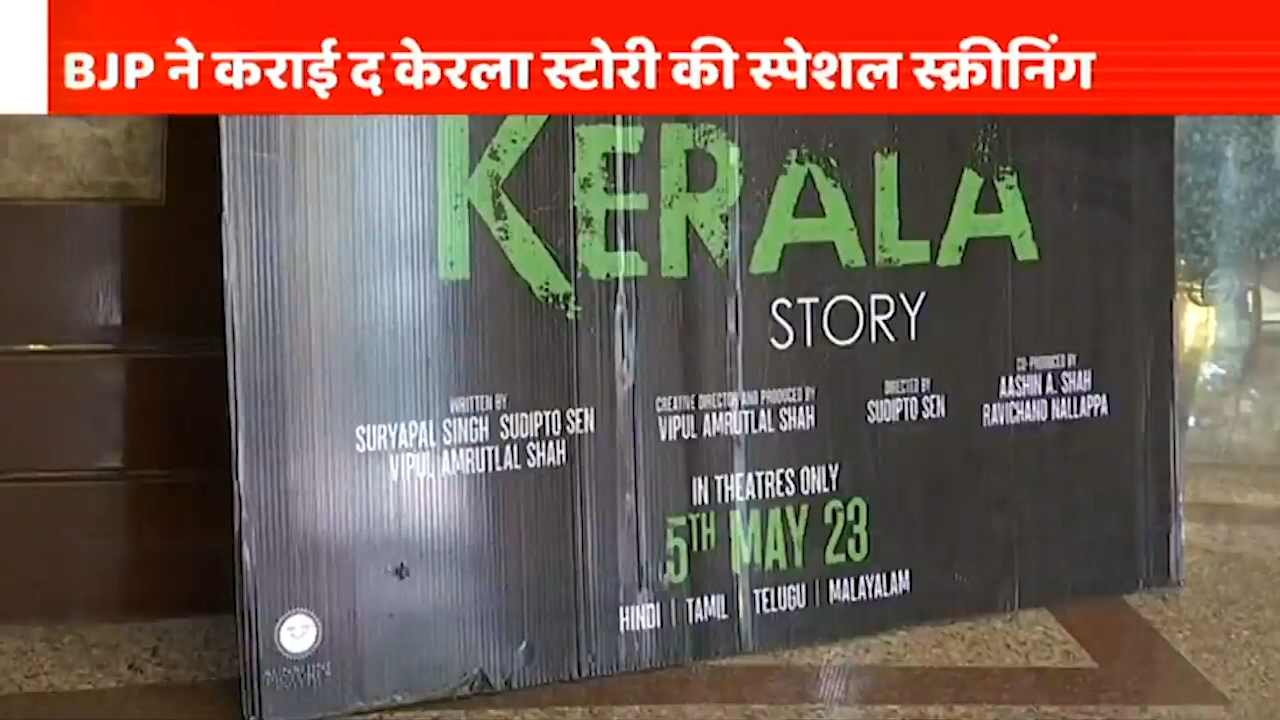 BJP ने कराई द केरला स्टोरी की स्पेशल स्क्रीनिंग
KERALA
STORY
WRITTEN BY
SURYAPAL SINGH SUDIPTO SEN
VIPUL AMRUTLAL SHAH
CREATIVE DIRECTOR AND PRODUCED BY
VIPUL AMRUTLAL SHAH
DIRECTED BY
SUDIPTO SEN
CO-PRODUCED BY
AASHIN A. SHAH
RAVICHAND NALLAPPA
IN THEATRES ONLY
5TH MAY 23
HINDI | TAMIL | TELUGU | MALAYALAM